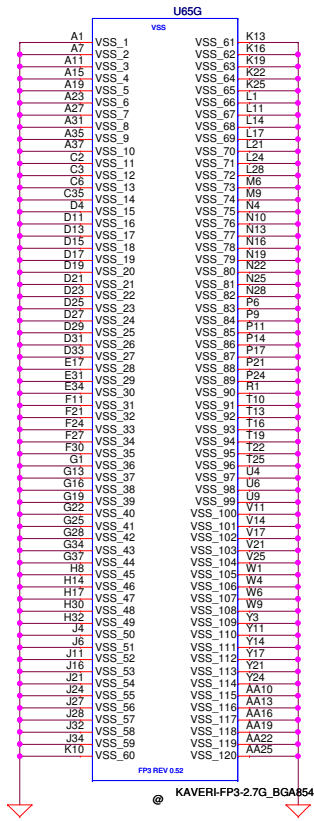 U65G
VSS
A1 VSS_1 VSS_61 K13
A7 VSS_2 VSS_62 K16
A11 VSS_3 VSS_63 K19
A15 VSS_4 VSS_64 K22
A19 VSS_5 VSS_65 K25
A23 VSS_6 VSS_66 L1
A27 VSS_7 VSS_67 L11
A31 VSS_8 VSS_68 L14
A35 VSS_9 VSS_69 L17
A37 VSS_10 VSS_70 L21
C2 VSS_11 VSS_71 L24
C3 VSS_12 VSS_72 L28
C6 VSS_13 VSS_73 M6
C35 VSS_14 VSS_74 M9
D4 VSS_15 VSS_75 N4
D11 VSS_16 VSS_76 N10
D13 VSS_17 VSS_77 N13
D15 VSS_18 VSS_78 N16
D17 VSS_19 VSS_79 N19
D19 VSS_20 VSS_80 N22
D21 VSS_21 VSS_81 N25
D23 VSS_22 VSS_82 N28
D25 VSS_23 VSS_83 P6
D27 VSS_24 VSS_84 P9
D29 VSS_25 VSS_85 P11
D31 VSS_26 VSS_86 P14
D33 VSS_27 VSS_87 P17
E17 VSS_28 VSS_88 P21
E31 VSS_29 VSS_89 P24
E34 VSS_30 VSS_90 R1
F11 VSS_31 VSS_91 T10
F21 VSS_32 VSS_92 T13
F24 VSS_33 VSS_93 T16
F27 VSS_34 VSS_94 T19
F30 VSS_35 VSS_95 T22
G1 VSS_36 VSS_96 T25
G13 VSS_37 VSS_97 U4
G16 VSS_38 VSS_98 U6
G19 VSS_39 VSS_99 U9
G22 VSS_40 VSS_100 V11
G25 VSS_41 VSS_101 V14
G28 VSS_42 VSS_102 V17
G34 VSS_43 VSS_103 V21
G37 VSS_44 VSS_104 V25
H8 VSS_45 VSS_105 W1
H14 VSS_46 VSS_106 W4
H17 VSS_47 VSS_107 W6
H30 VSS_48 VSS_108 W9
H32 VSS_49 VSS_109 Y3
J4 VSS_50 VSS_110 Y11
J6 VSS_51 VSS_111 Y14
J11 VSS_52 VSS_112 Y17
J16 VSS_53 VSS_113 Y21
J21 VSS_54 VSS_114 Y24
J24 VSS_55 VSS_115 AA10
J27 VSS_56 VSS_116 AA13
J28 VSS_57 VSS_117 AA16
J32 VSS_58 VSS_118 AA19
J34 VSS_59 VSS_119 AA22
K10 VSS_60 VSS_120 AA25
FP3 REV 0.52
@ KAVERI-FP3-2.7G_BGA854